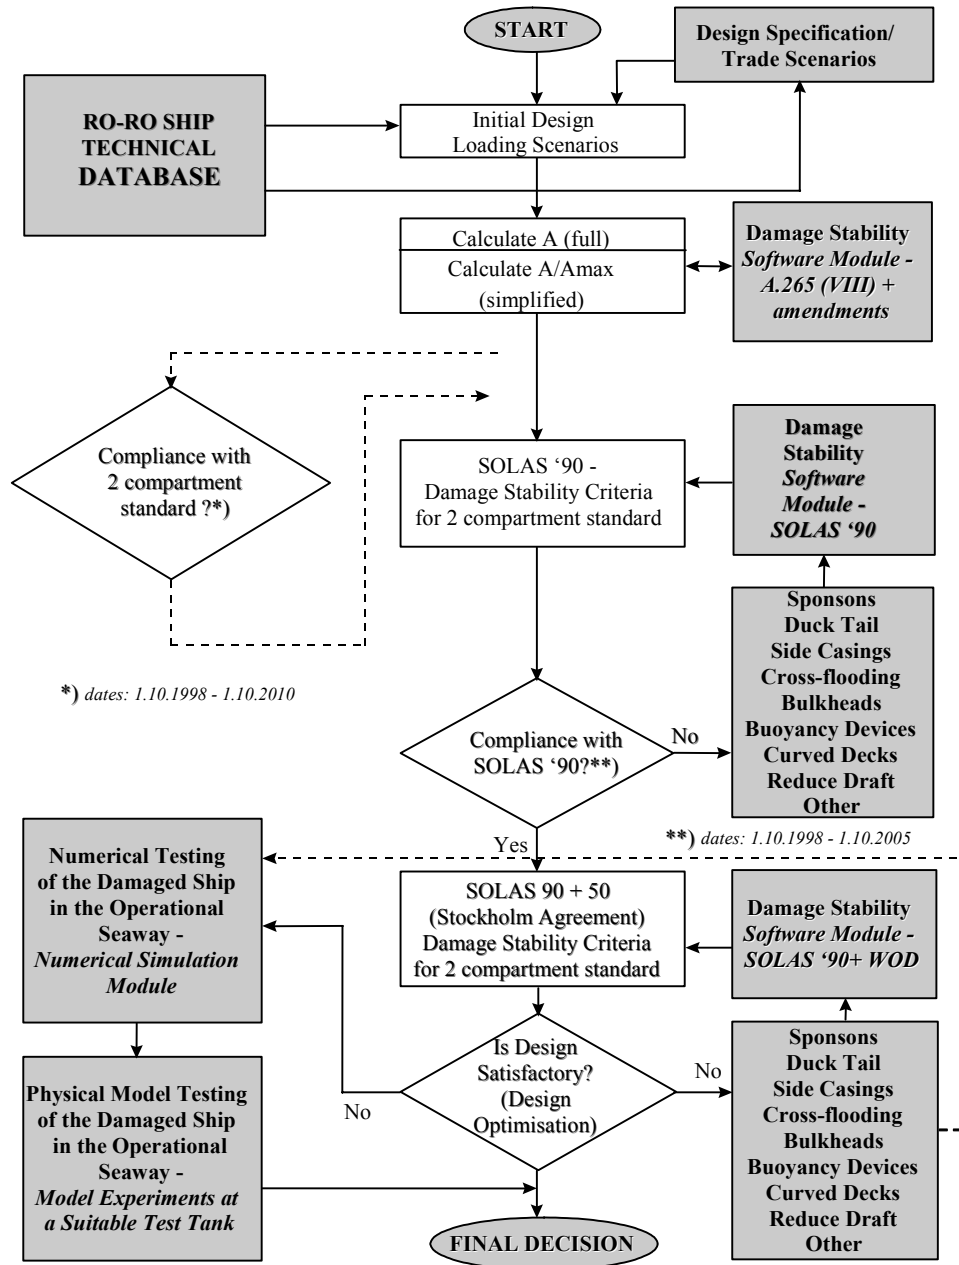 START
Design Specification/
Trade Scenarios
RO-RO SHIP
TECHNICAL
DATABASE
Initial Design
Loading Scenarios
Calculate A (full)
Calculate A/Amax
(simplified)
Damage Stability
Software Module -
A.265 (VIII) +
amendments
Compliance with
2 compartment
standard ?*)
SOLAS ‘90 -
Damage Stability Criteria
for 2 compartment standard
Damage
Stability
Software
Module -
SOLAS ‘90
Sponsons
Duck Tail
Side Casings
Cross-flooding
Bulkheads
Buoyancy Devices
Curved Decks
Reduce Draft
Other
*) dates: 1.10.1998 - 1.10.2010
Compliance with
SOLAS ‘90?**)
No
Yes
**) dates: 1.10.1998 - 1.10.2005
Numerical Testing
of the Damaged Ship
in the Operational
Seaway -
Numerical Simulation
Module
SOLAS 90 + 50
(Stockholm Agreement)
Damage Stability Criteria
for 2 compartment standard
Damage Stability
Software Module -
SOLAS ‘90+ WOD
Is Design
Satisfactory?
(Design
Optimisation)
No
No
Physical Model Testing
of the Damaged Ship
in the Operational
Seaway -
Model Experiments at
a Suitable Test Tank
Sponsons
Duck Tail
Side Casings
Cross-flooding
Bulkheads
Buoyancy Devices
Curved Decks
Reduce Draft
Other
FINAL DECISION